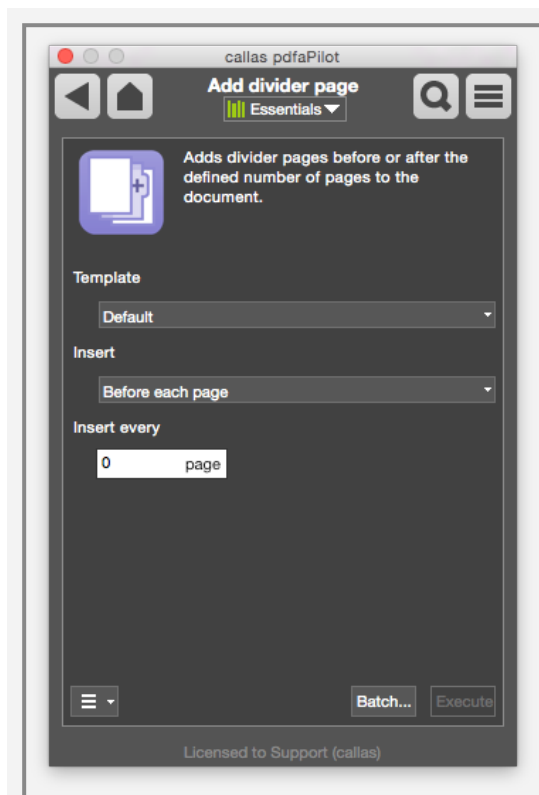 callas pdfaPilot
Add divider page
Essentials
Adds divider pages before or after the
defined number of pages to the
document.
Template
Default
Insert
Before each page
Insert every
0 page
Batch... Execute
Licensed to Support (callas)